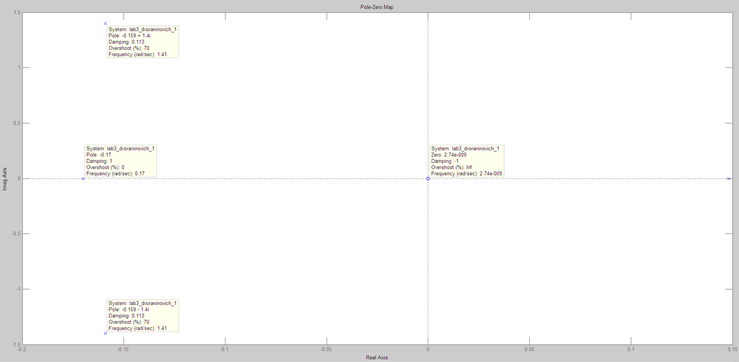 Pole-Zero Map
1.5
System: lab3_dvoraninovich_1
Pole: -0.159 + 1.4i
Damping: 0.113
Overshoot (%): 70
Frequency (rad/sec): 1.41
1
0.5
System: lab3_dvoraninovich_1
Pole: -0.17
Damping: 1
Overshoot (%): 0
Frequency (rad/sec): 0.17
System: lab3_dvoraninovich_1
Zero: 2.74e-009
Damping: -1
Overshoot (%): Inf
Frequency (rad/sec): 2.74e-009
Imag Axis
0
-0.5
-1
System: lab3_dvoraninovich_1
Pole: -0.159 - 1.4i
Damping: 0.113
Overshoot (%): 70
Frequency (rad/sec): 1.41
-1.5
-0.2 -0.15 -0.1 -0.05 0 0.05 0.1 0.15
Real Axis